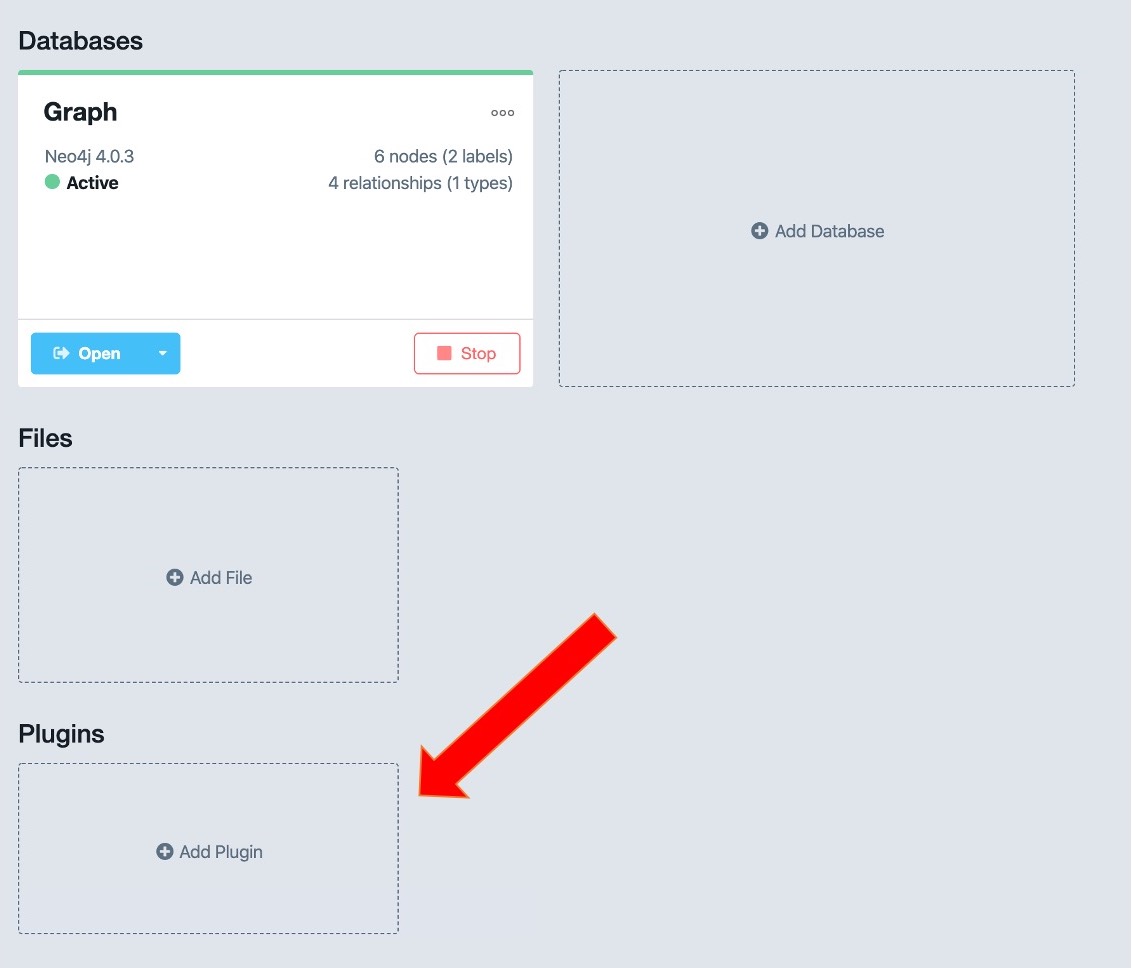 Databases
Graph
Neo4j 4.0.3
6 nodes (2 labels)
Active
4 relationships (1 types)
Add Database
Open
Stop
Files
Add File
Plugins
Add Plugin